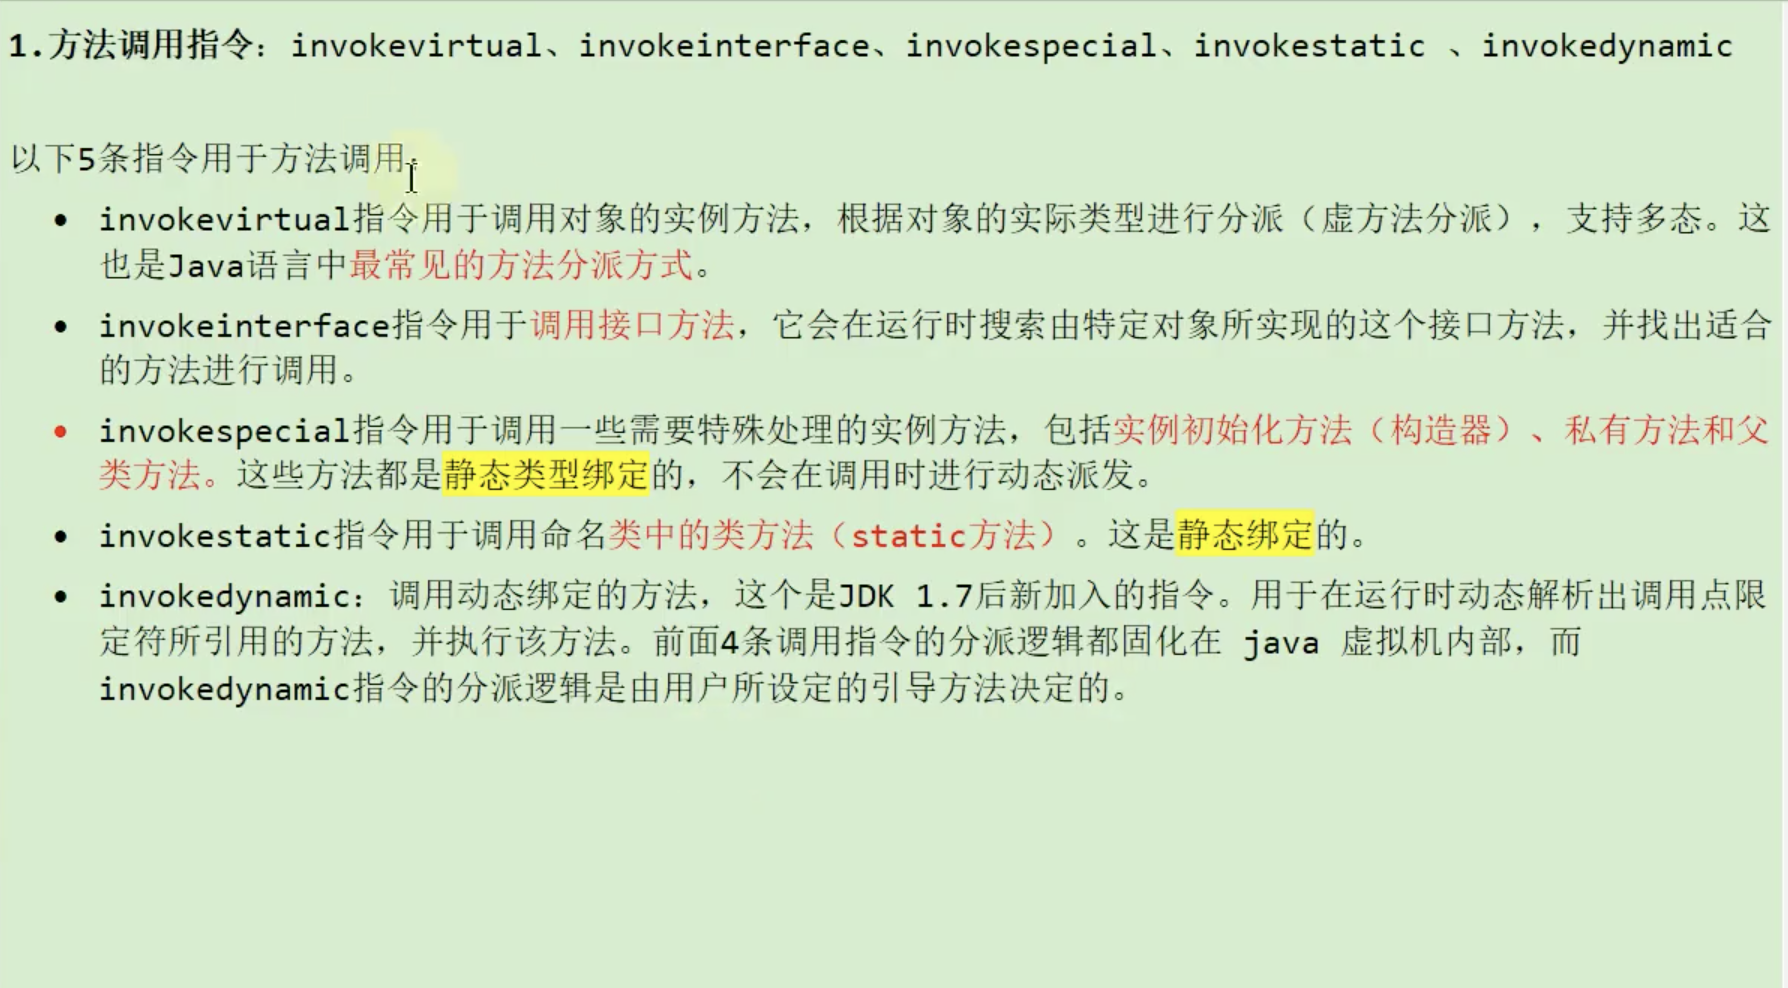 1.方法调用指令：invokevirtual、invokeinterface、invokespecial、invokestatic 、invokedynamic
以下5条指令用于方法调用：
• invokevirtual指令用于调用对象的实例方法，根据对象的实际类型进行分派（虚方法分派），支持多态。这
也是Java语言中最常见的方法分派方式。
• invokeinterface指令用于调用接口方法，它会在运行时搜索由特定对象所实现的这个接口方法，并找出适合
的方法进行调用。
• invokespecial指令用于调用一些需要特殊处理的实例方法，包括实例初始化方法（构造器）、私有方法和父
类方法。这些方法都是静态类型绑定的，不会在调用时进行动态派发。
• invokestatic指令用于调用命名类中的类方法（static方法）。这是静态绑定的。
• invokedynamic：调用动态绑定的方法，这个是JDK 1.7后新加入的指令。用于在运行时动态解析出调用点限
定符所引用的方法，并执行该方法。前面4条调用指令的分派逻辑都固化在 java 虚拟机内部，而
invokedynamic指令的分派逻辑是由用户所设定的引导方法决定的。